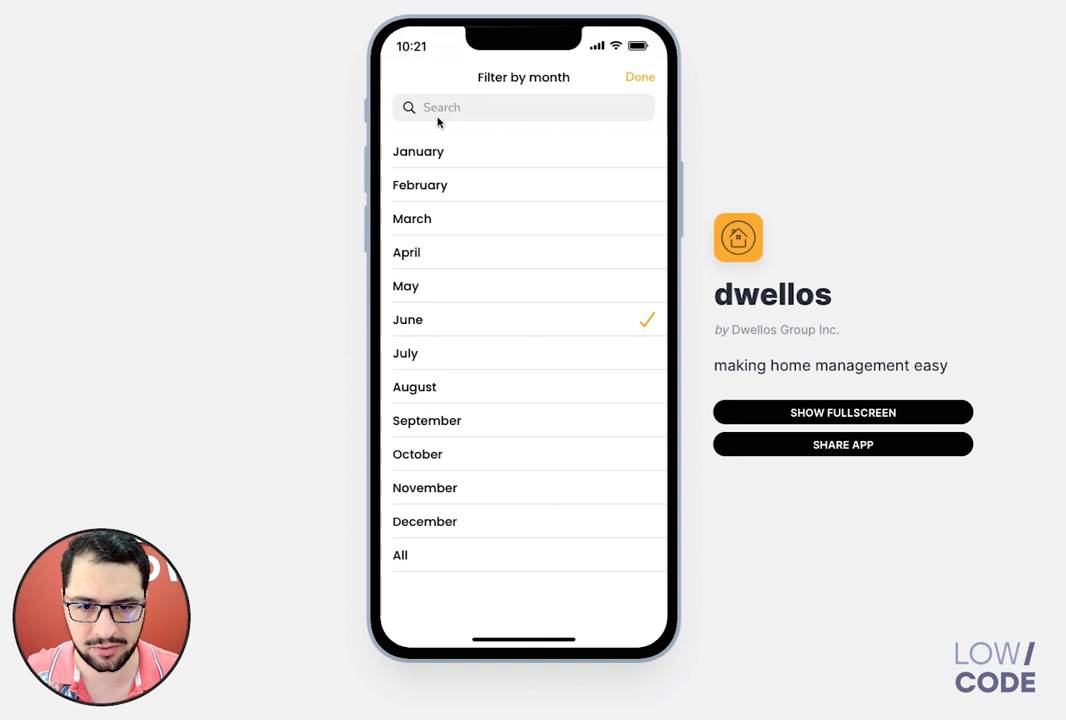 10:21
Filter by month
Done
Search
January
February
March
April
May
June
July
August
September
October
November
December
All
dwellos
by Dwellos Group Inc.
making home management easy
SHOW FULLSCREEN
SHARE APP
LOW/
CODE